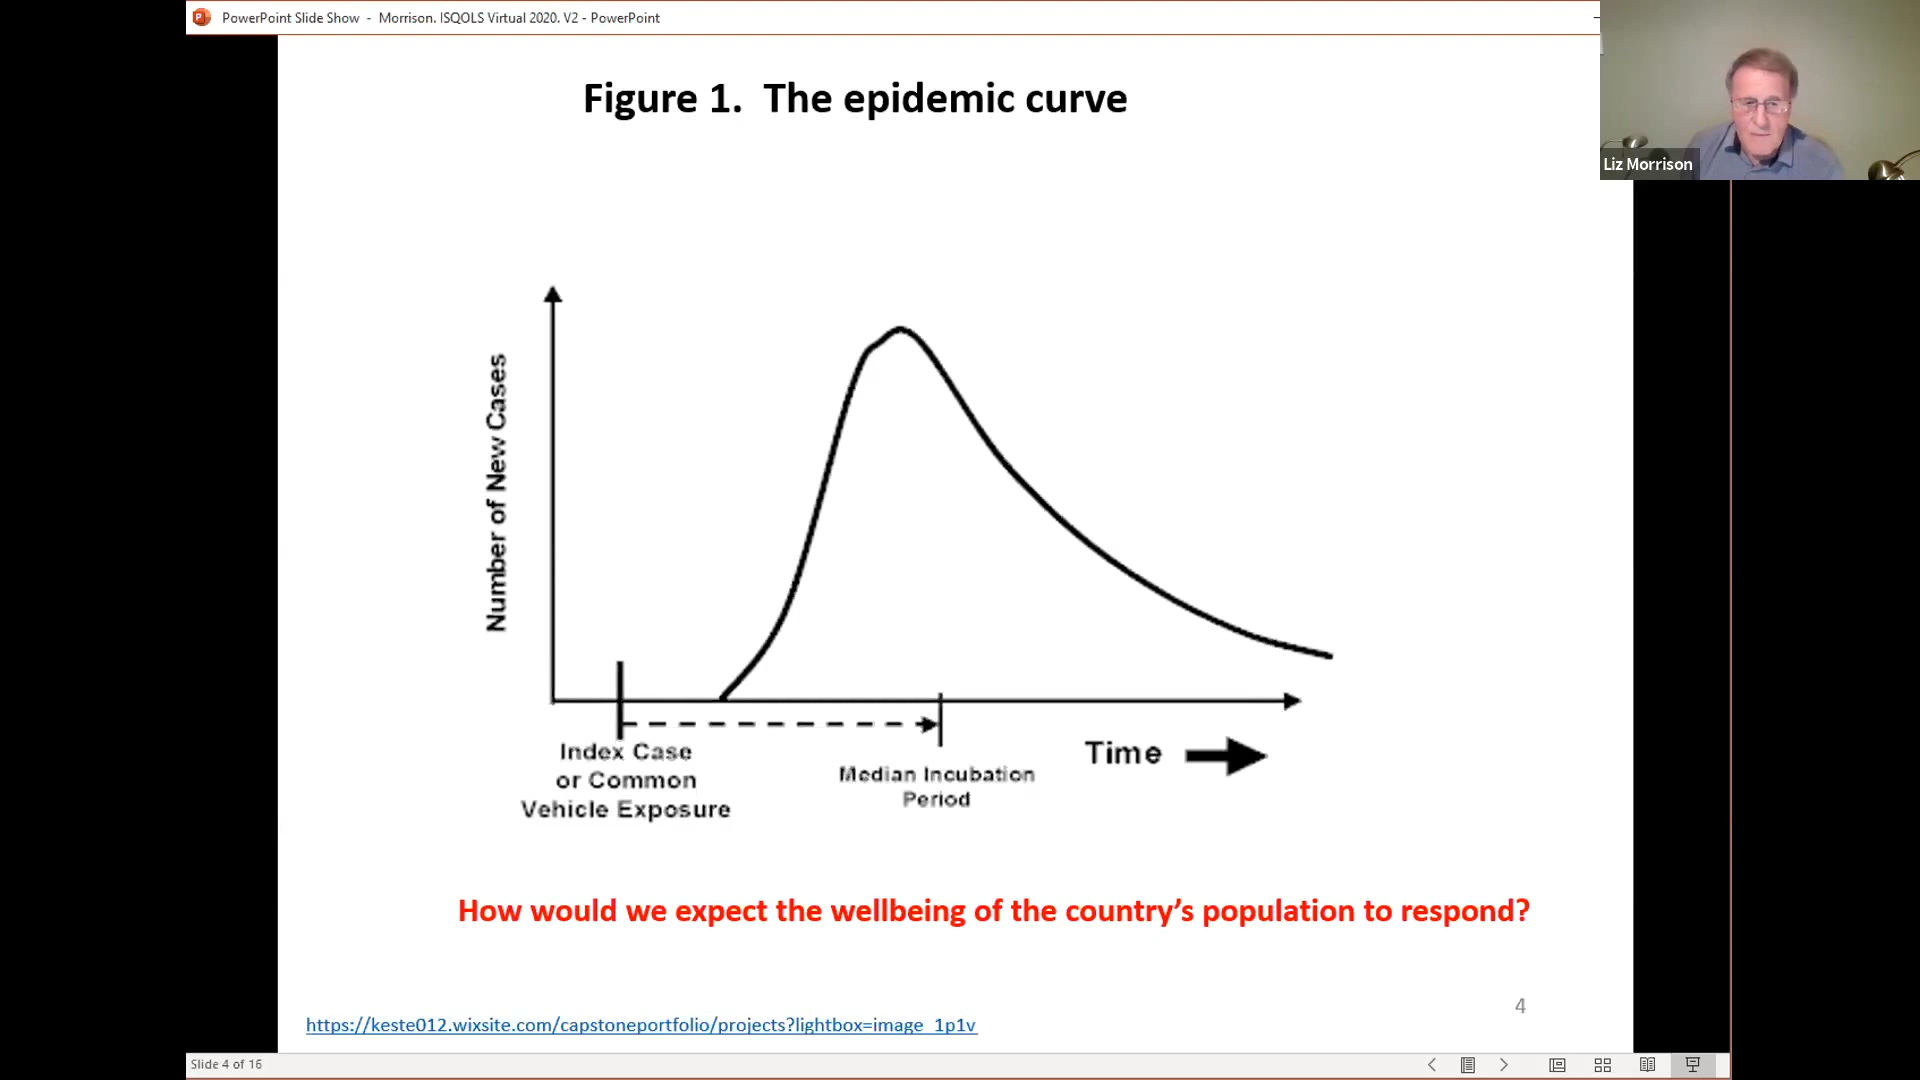 PowerPoint Slide Show - Morrison. ISQOLS Virtual 2020. V2 - PowerPoint
Liz Morrison
Figure 1. The epidemic curve
Number of New Cases
Index Case
or Common
Vehicle Exposure
Median Incubation
Period
Time
How would we expect the wellbeing of the country’s population to respond?
4
https://keste012.wixsite.com/capstoneportfolio/projects?lightbox=image_1p1v
Slide 4 of 16